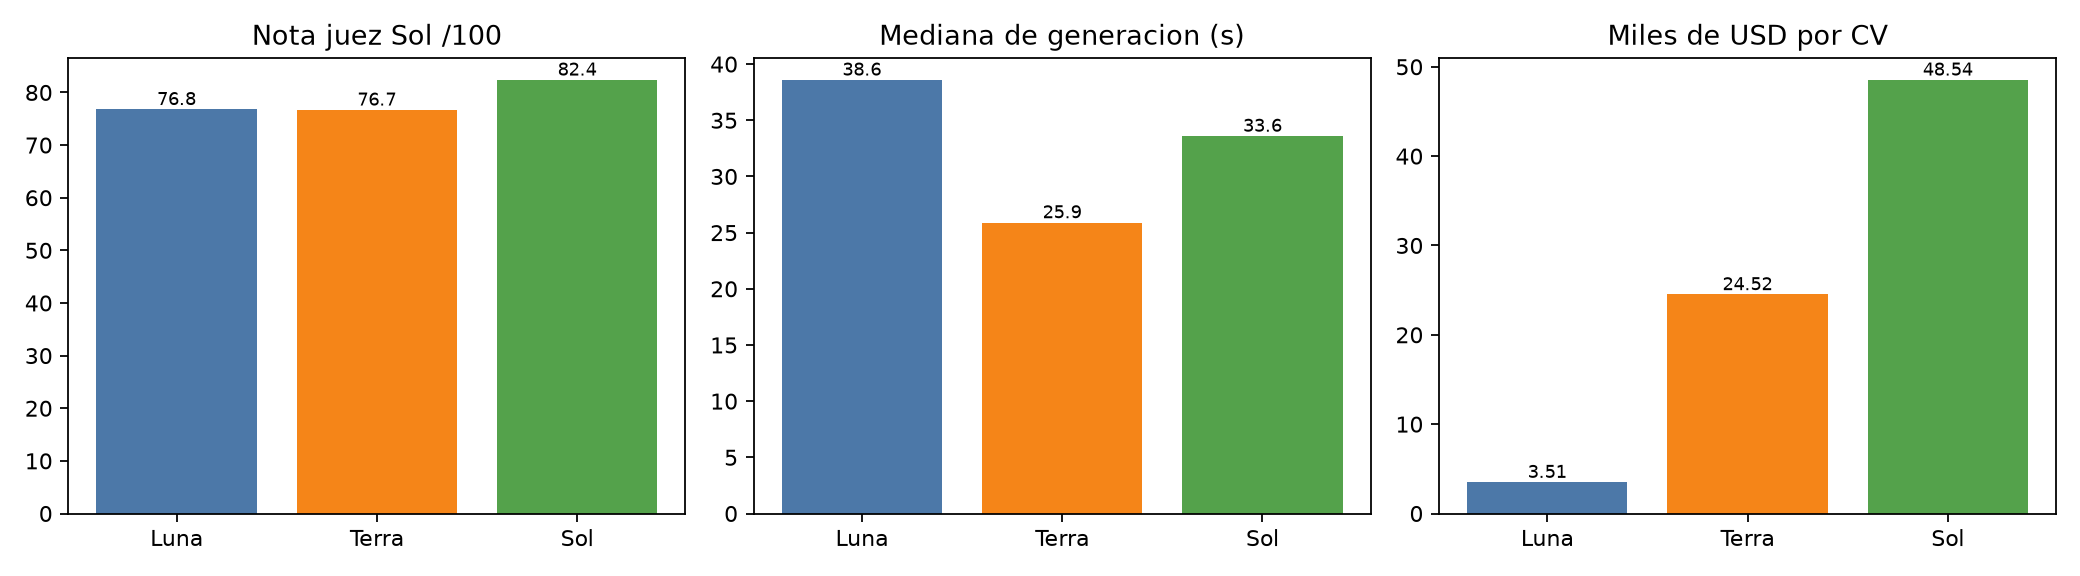 Nota juez Sol /100
80
70
60
50
40
30
20
10
0
76.8
76.7
82.4
Luna
Terra
Sol
Mediana de generacion (s)
40
35
30
25
20
15
10
5
0
38.6
25.9
33.6
Luna
Terra
Sol
Miles de USD por CV
50
40
30
20
10
0
3.51
24.52
48.54
Luna
Terra
Sol